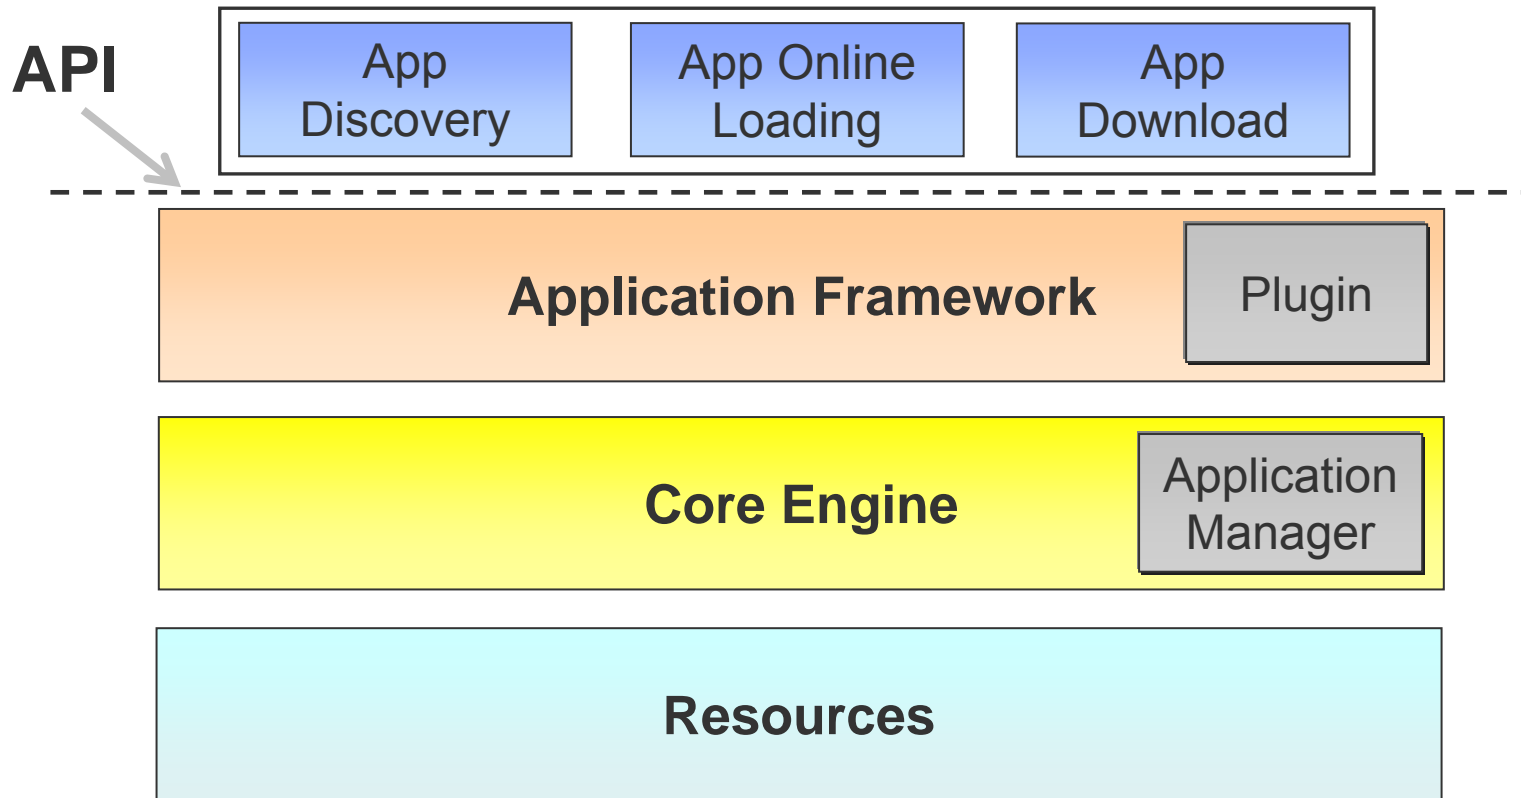 API
App
Discovery
App Online
Loading
App
Download
Application Framework
Plugin
Core Engine
Application
Manager
Resources